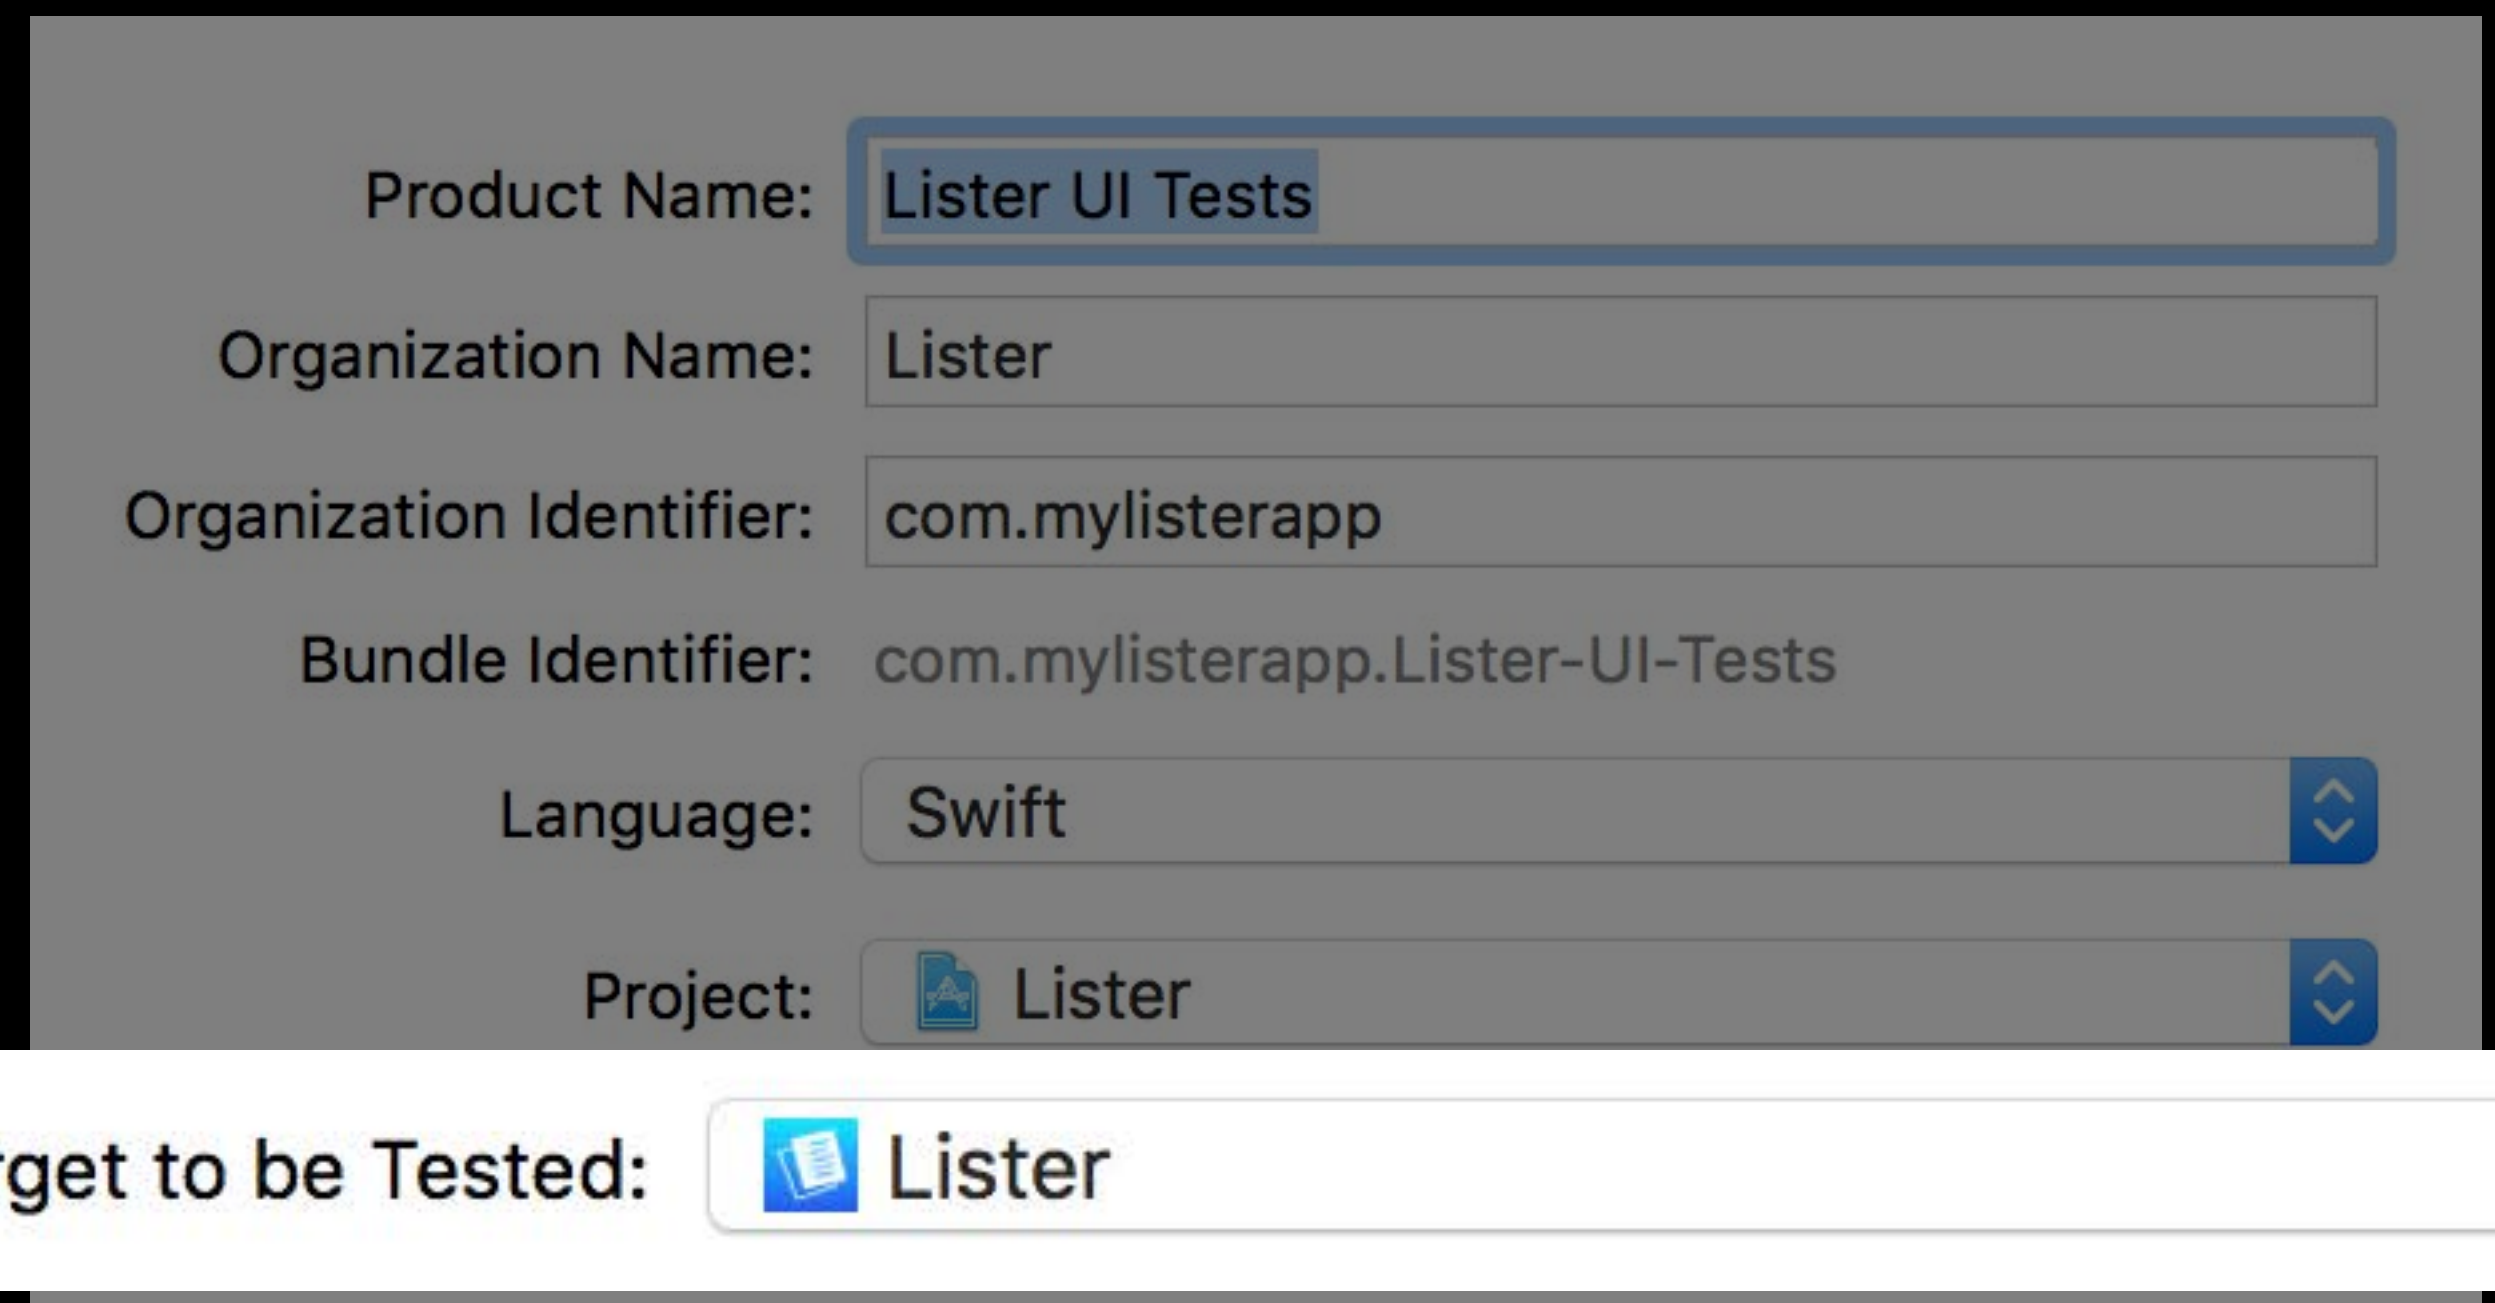 Product Name: Lister UI Tests
Organization Name: Lister
Organization Identifier: com.mylisterapp
Bundle Identifier: com.mylisterapp.Lister-UI-Tests
Language: Swift
Project: Lister
rget to be Tested: Lister